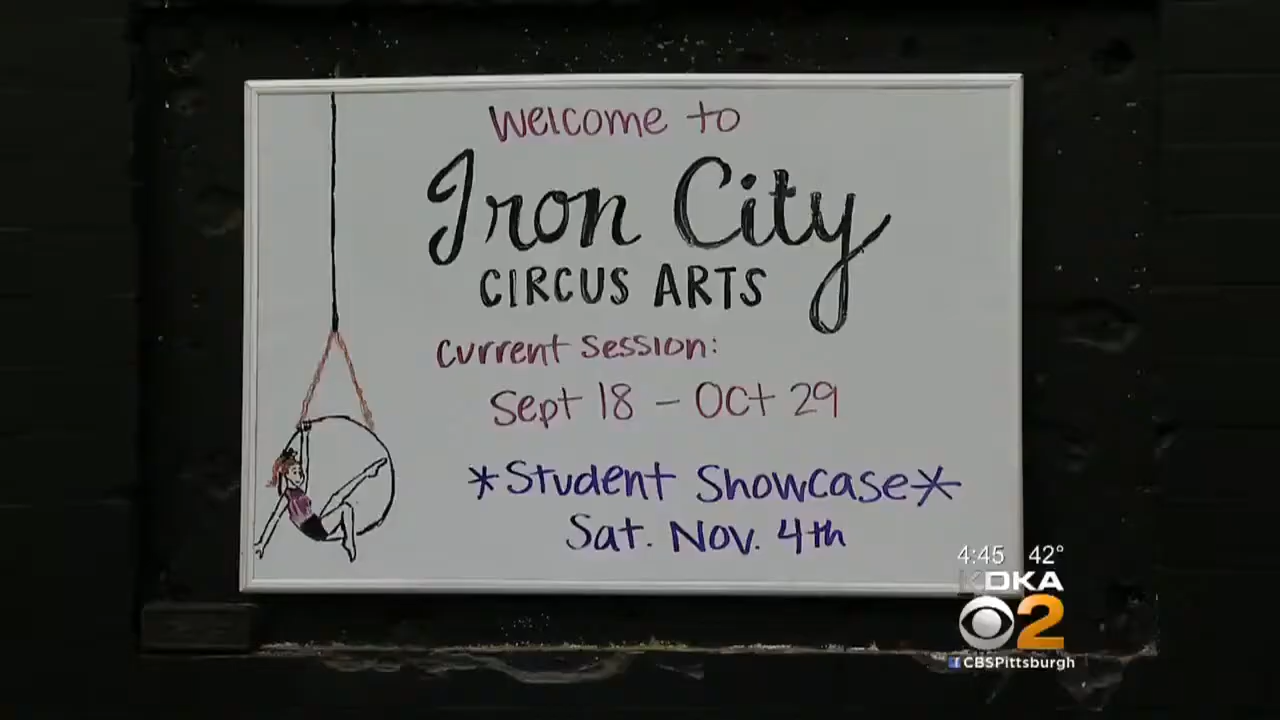 Welcome to
Iron City
CIRCUS ARTS
Current Session:
Sept 18 - Oct 29
*Student Showcase*
Sat. Nov. 4th
4:45 42°
KDKA
2
f CBSPittsburgh